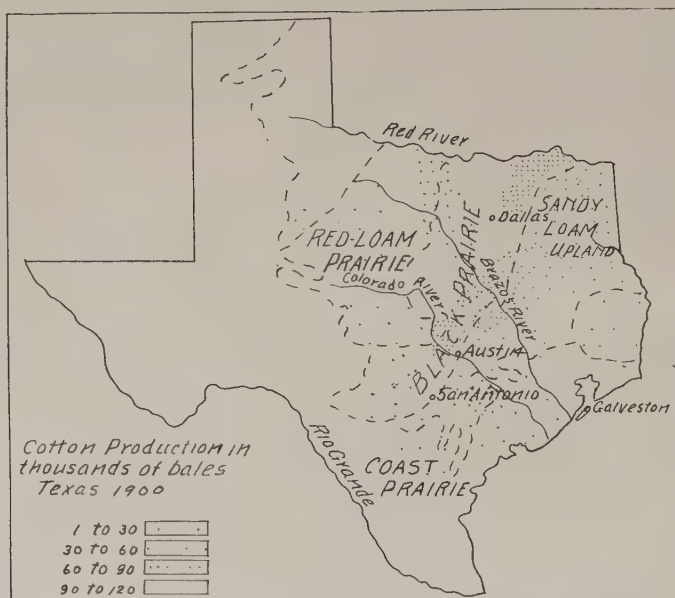 Red River
Dallas
SANDY
LOAM
UPLAND
RED-LOAM
PRAIRIE
Colorado River
Brazos River
BLACK PRAIRIE
Austin
San Antonio
Galveston
Rio Grande
COAST
PRAIRIE
Cotton Production in
thousands of bales
Texas 1900
1 to 30
30 to 60
60 to 90
90 to 120